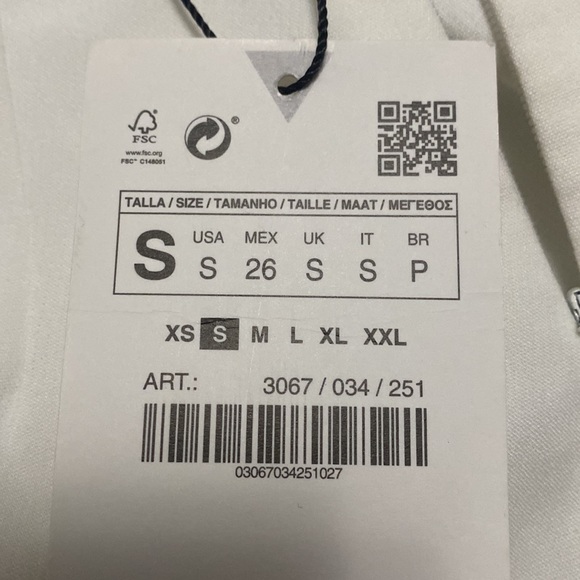 FSC
www.fsc.org
FSC™ C148051
®
TALLA / SIZE / TAMANHO / TAILLE / MAAT / ΜΕΓΕΘΟΣ
S
USA MEX UK IT BR
S 26 S S P
XS S M L XL XXL
ART.: 3067 / 034 / 251
03067034251027